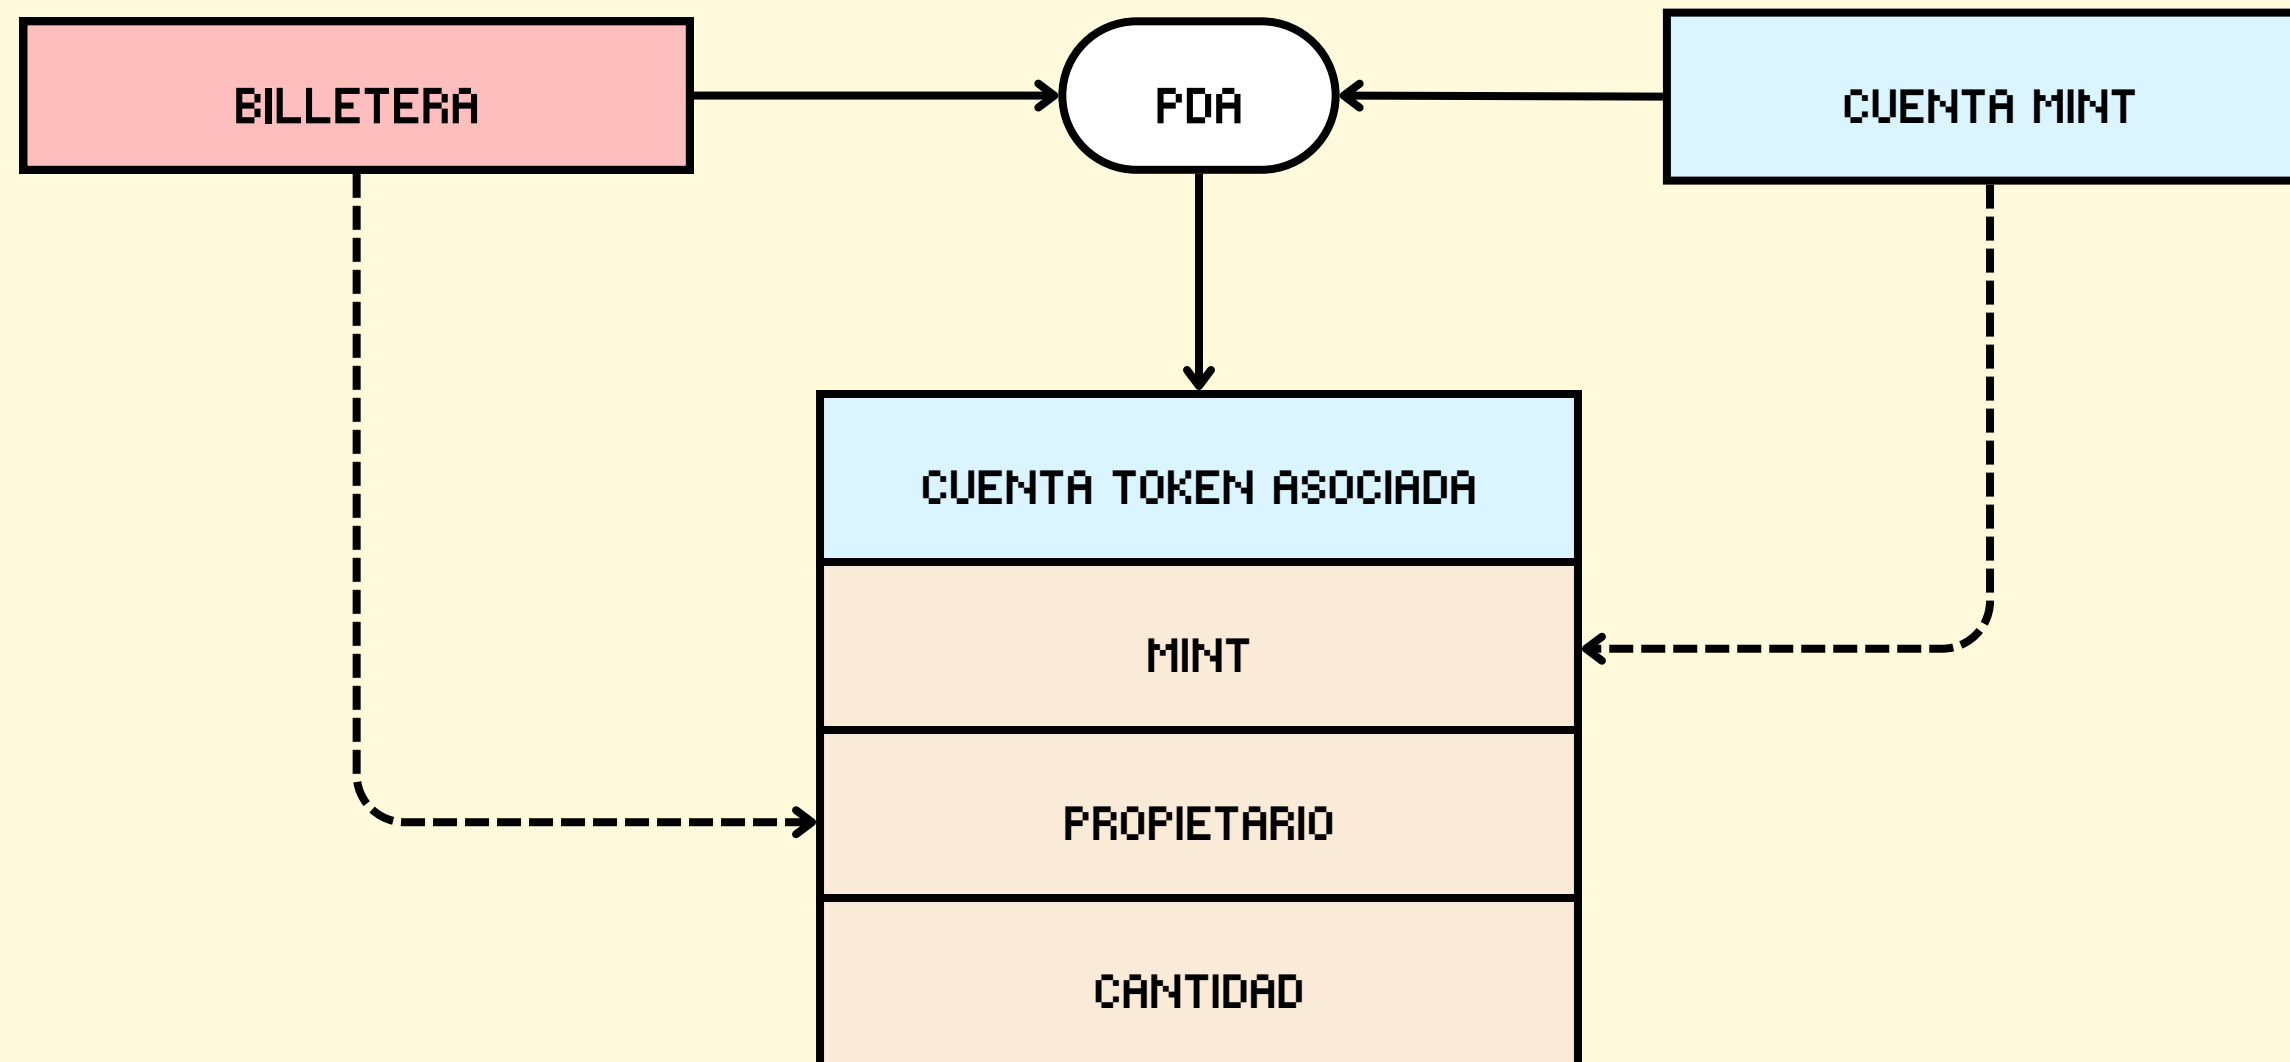 BILLETERA
PDA
CUENTA MINT
CUENTA TOKEN ASOCIADA
MINT
PROPIETARIO
CANTIDAD